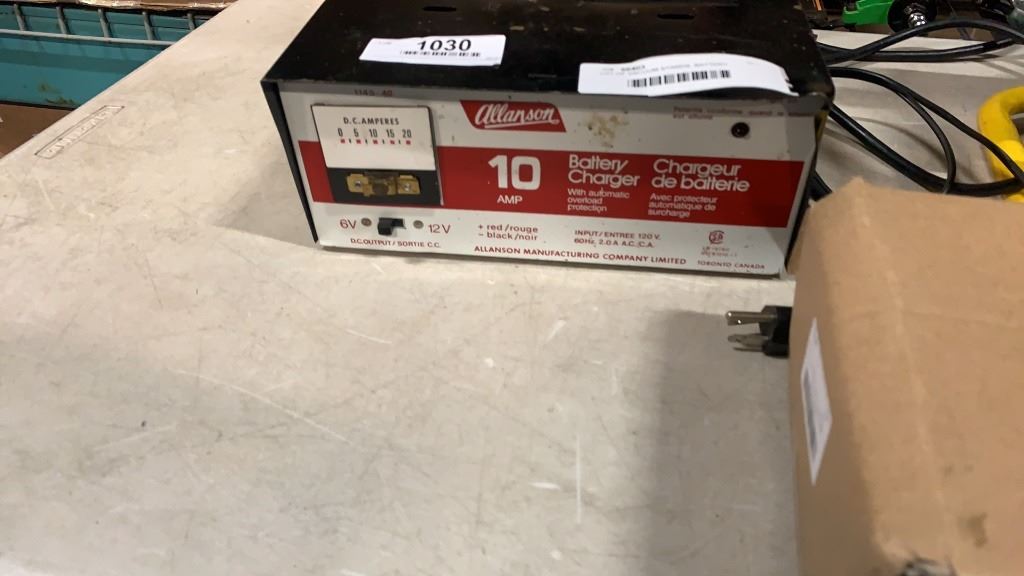 1030
1145-40
D.C. AMPERES
0 5 10 15 20
Allanson
10
AMP
Battery
Charger
With automatic
overload
protection
Chargeur
de batterie
Avec protecteur
automatique de
surcharge
6V
12V
D.C. OUTPUT/SORTIE C.C.
+ red/rouge
- black/noir
INPUT/ENTREE 120 V.
60Hz, 2.0 A A.C./C.A.
ALLANSON MANUFACTURING COMPANY LIMITED
TORONTO CANADA